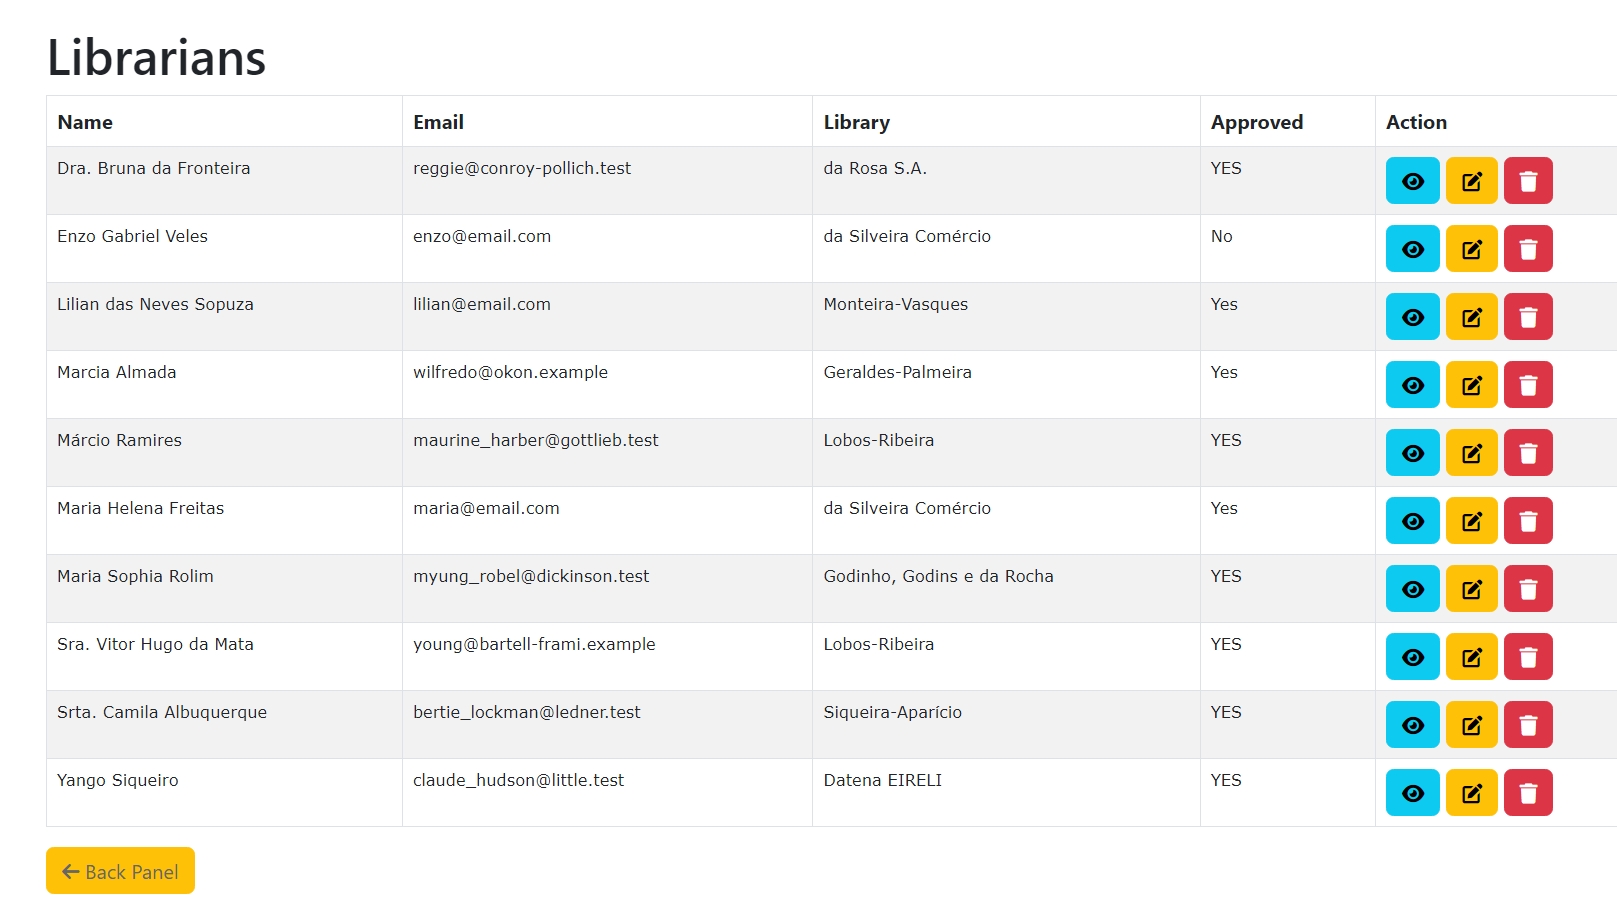 Librarians
Name Email Library Approved Action
Dra. Bruna da Fronteira reggie@conroy-pollich.test da Rosa S.A. YES
Enzo Gabriel Veles enzo@email.com da Silveira Comércio No
Lilian das Neves Sopuza lilian@email.com Monteira-Vasques Yes
Marcia Almada wilfredo@okon.example Geraldes-Palmeira Yes
Márcio Ramires maurine_harber@gottlieb.test Lobos-Ribeira YES
Maria Helena Freitas maria@email.com da Silveira Comércio Yes
Maria Sophia Rolim myung_robel@dickinson.test Godinho, Godins e da Rocha YES
Sra. Vitor Hugo da Mata young@bartell-frami.example Lobos-Ribeira YES
Srta. Camila Albuquerque bertie_lockman@ledner.test Siqueira-Aparício YES
Yango Siqueiro claude_hudson@little.test Datena EIRELI YES
Back Panel